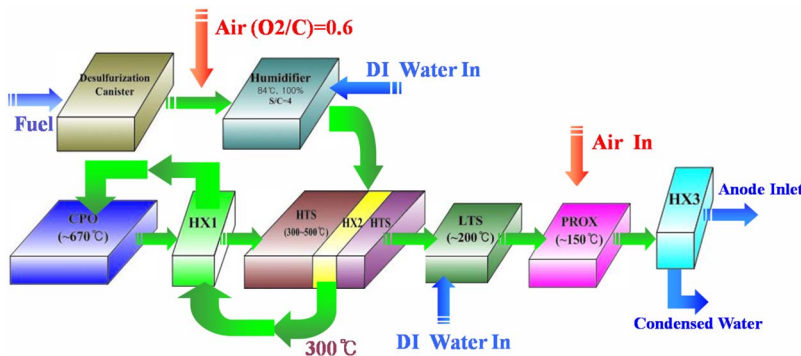 Air (O2/C)=0.6
Desulfurization
Canister
Humidifier
84℃, 100%
S/C~4
DI Water In
Fuel
Air In
CPO
(~670℃)
HX1
HTS
(300~500℃)
HX2
HTS
LTS
(~200℃)
PROX
(~150℃)
HX3
Anode Inlet
300℃
DI Water In
Condensed Water